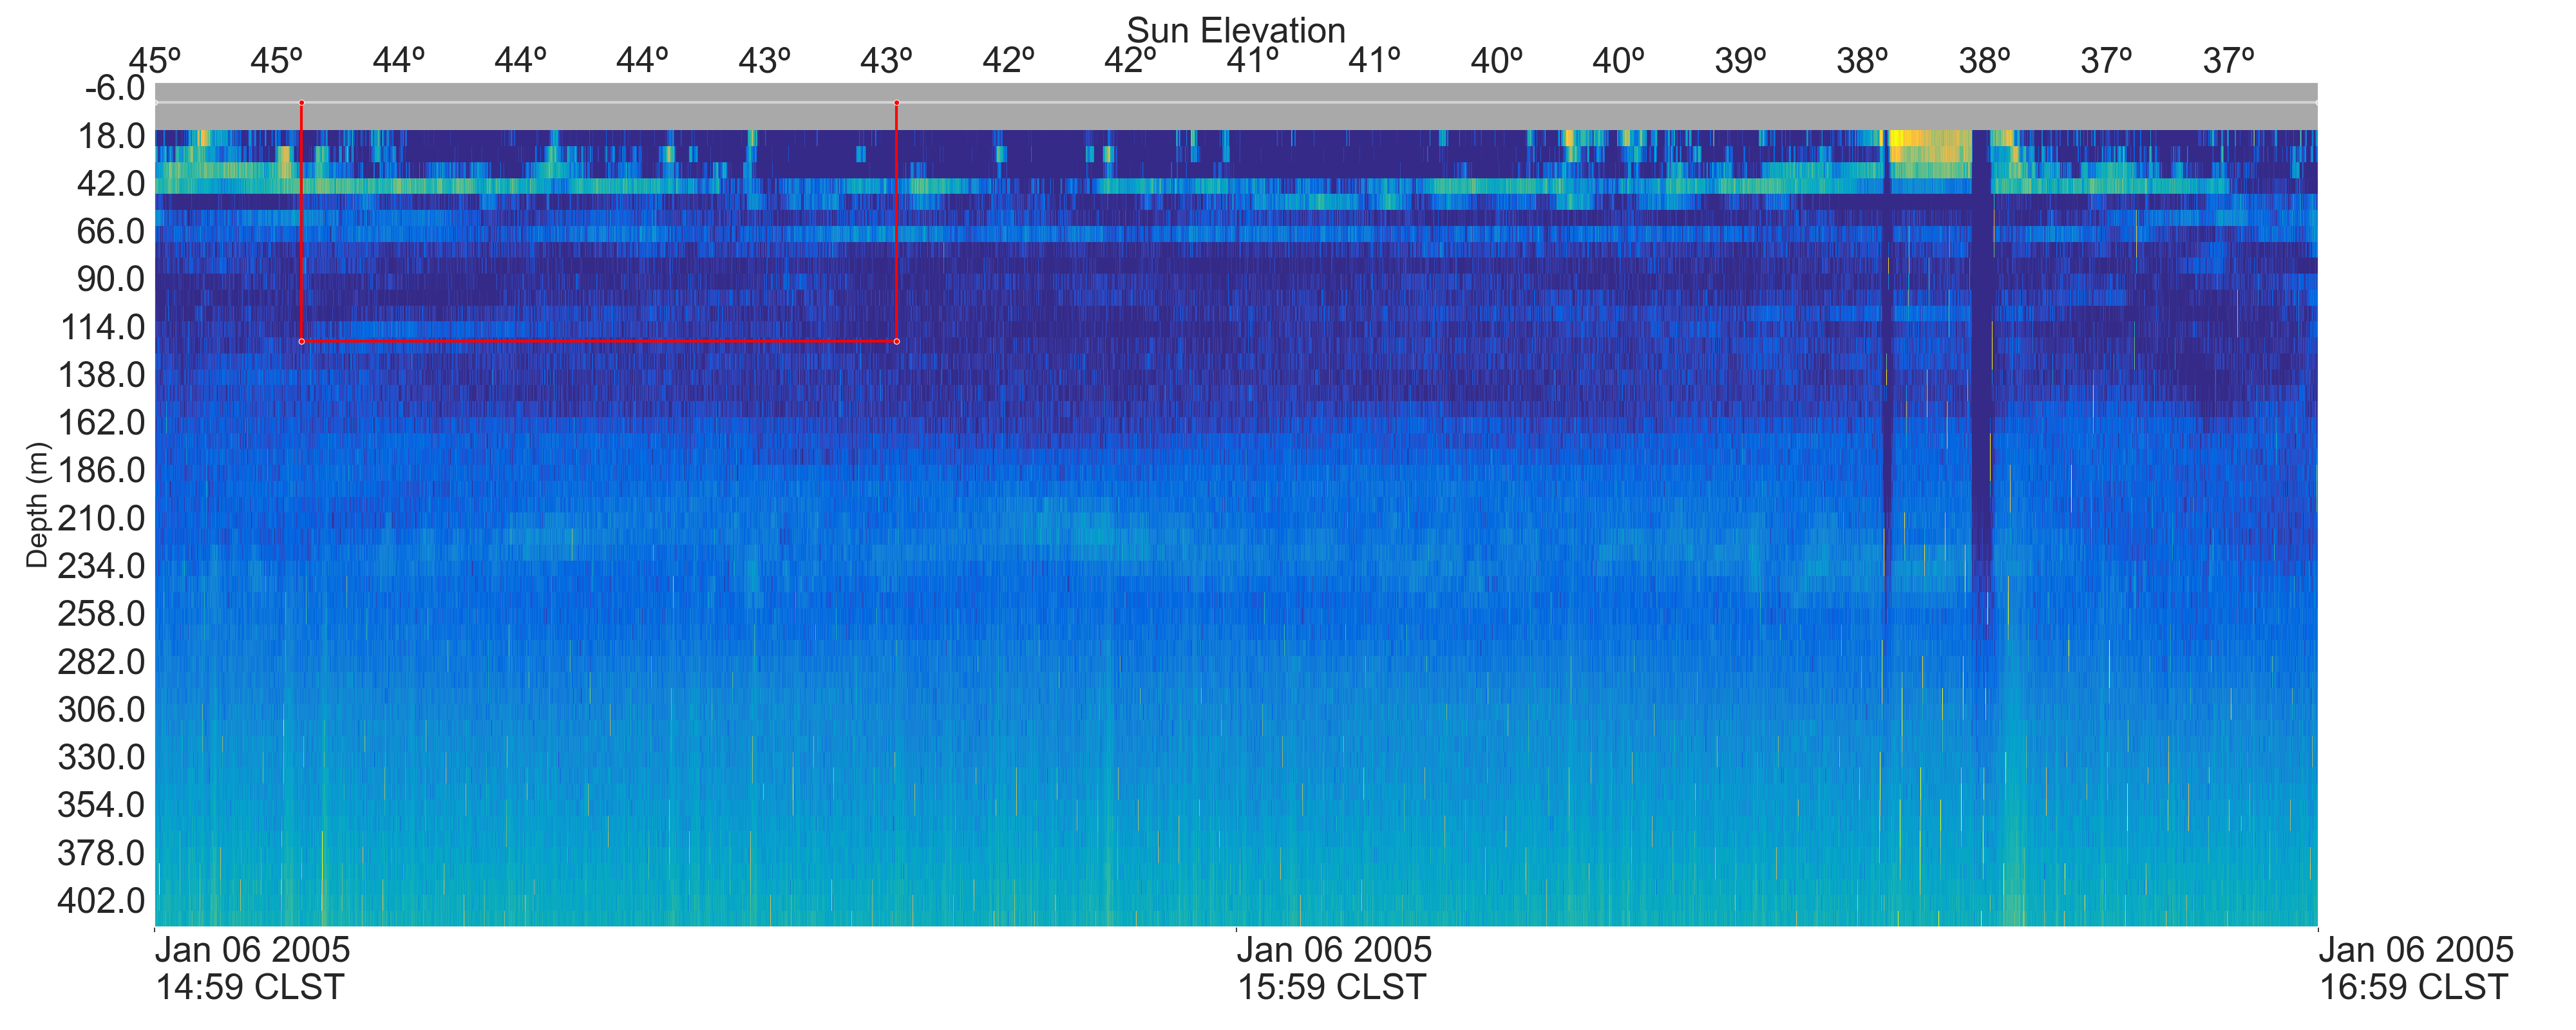 Sun Elevation
45º 45º 44º 44º 44º 43º 43º 42º 42º 41º 41º 40º 40º 39º 38º 38º 37º 37º
-6.0
18.0
42.0
66.0
90.0
114.0
138.0
162.0
186.0
210.0
234.0
258.0
282.0
306.0
330.0
354.0
378.0
402.0
Depth (m)
Jan 06 2005
14:59 CLST
Jan 06 2005
15:59 CLST
Jan 06 2005
16:59 CLST